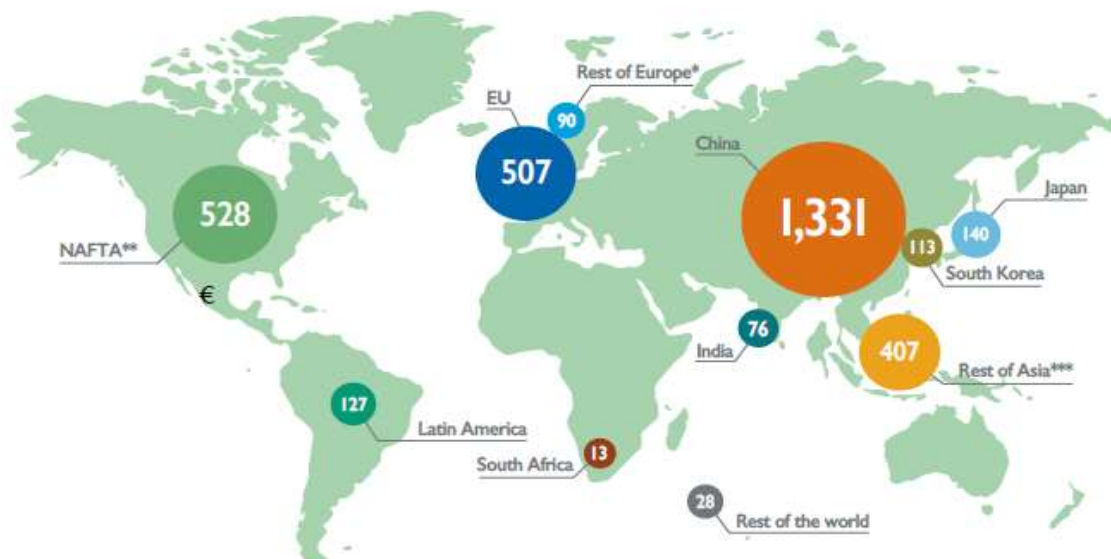 Rest of Europe*
EU
90
China
507
1,331
528
Japan
140
113
NAFTA**
South Korea
€
76
India
407
Rest of Asia***
127
Latin America
South Africa
13
28
Rest of the world